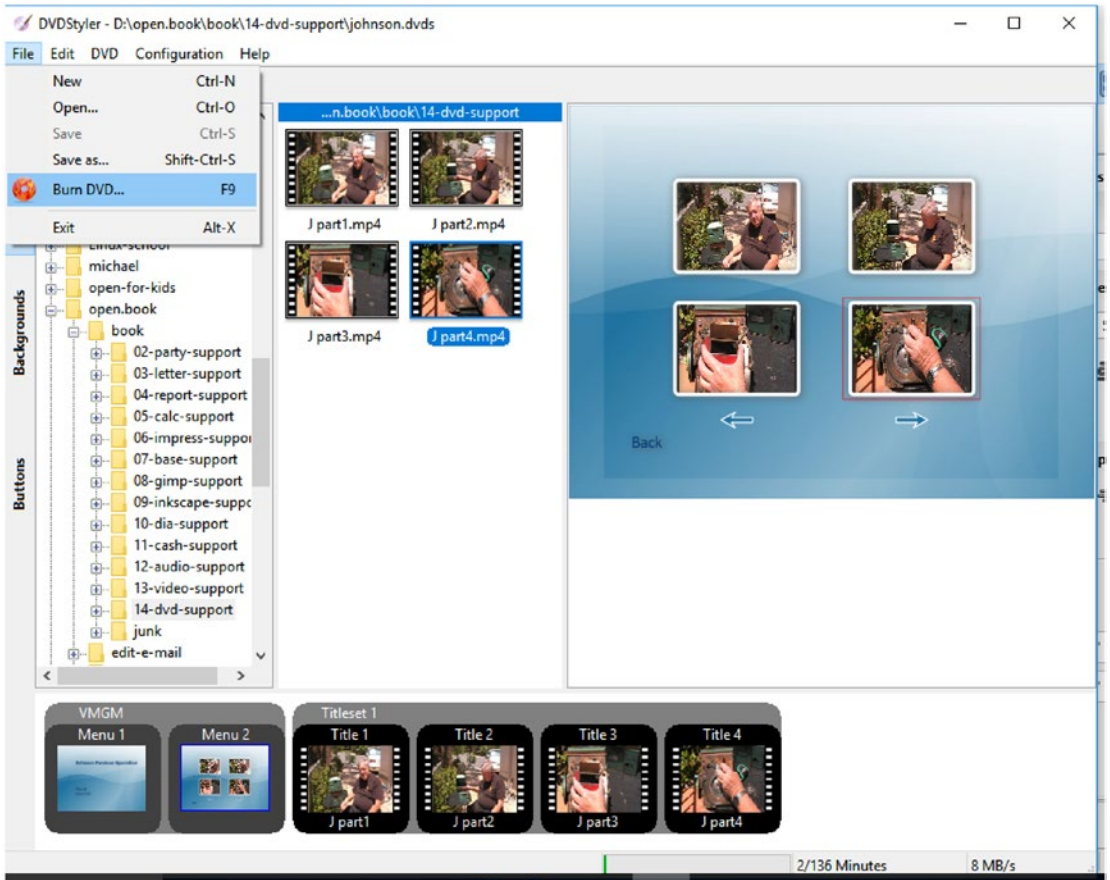 DVDStyler - D:\open.book\book\14-dvd-support\johnson.dvds
File Edit DVD Configuration Help
New Ctrl-N
Open... Ctrl-O
Save Ctrl-S
Save as... Shift-Ctrl-S
Burn DVD... F9
Exit Alt-X
Backgrounds
Buttons
michael
open-for-kids
open.book
book
02-party-support
03-letter-support
04-report-support
05-calc-support
06-impress-suppor
07-base-support
08-gimp-support
09-inkscape-suppo
10-dia-support
11-cash-support
12-audio-support
13-video-support
14-dvd-support
junk
edit-e-mail
...n.book\book\14-dvd-support
J part1.mp4 J part2.mp4
J part3.mp4 J part4.mp4
Back
VMGM Titleset 1
Menu 1 Menu 2 Title 1 Title 2 Title 3 Title 4
J part1 J part2 J part3 J part4
2/136 Minutes 8 MB/s